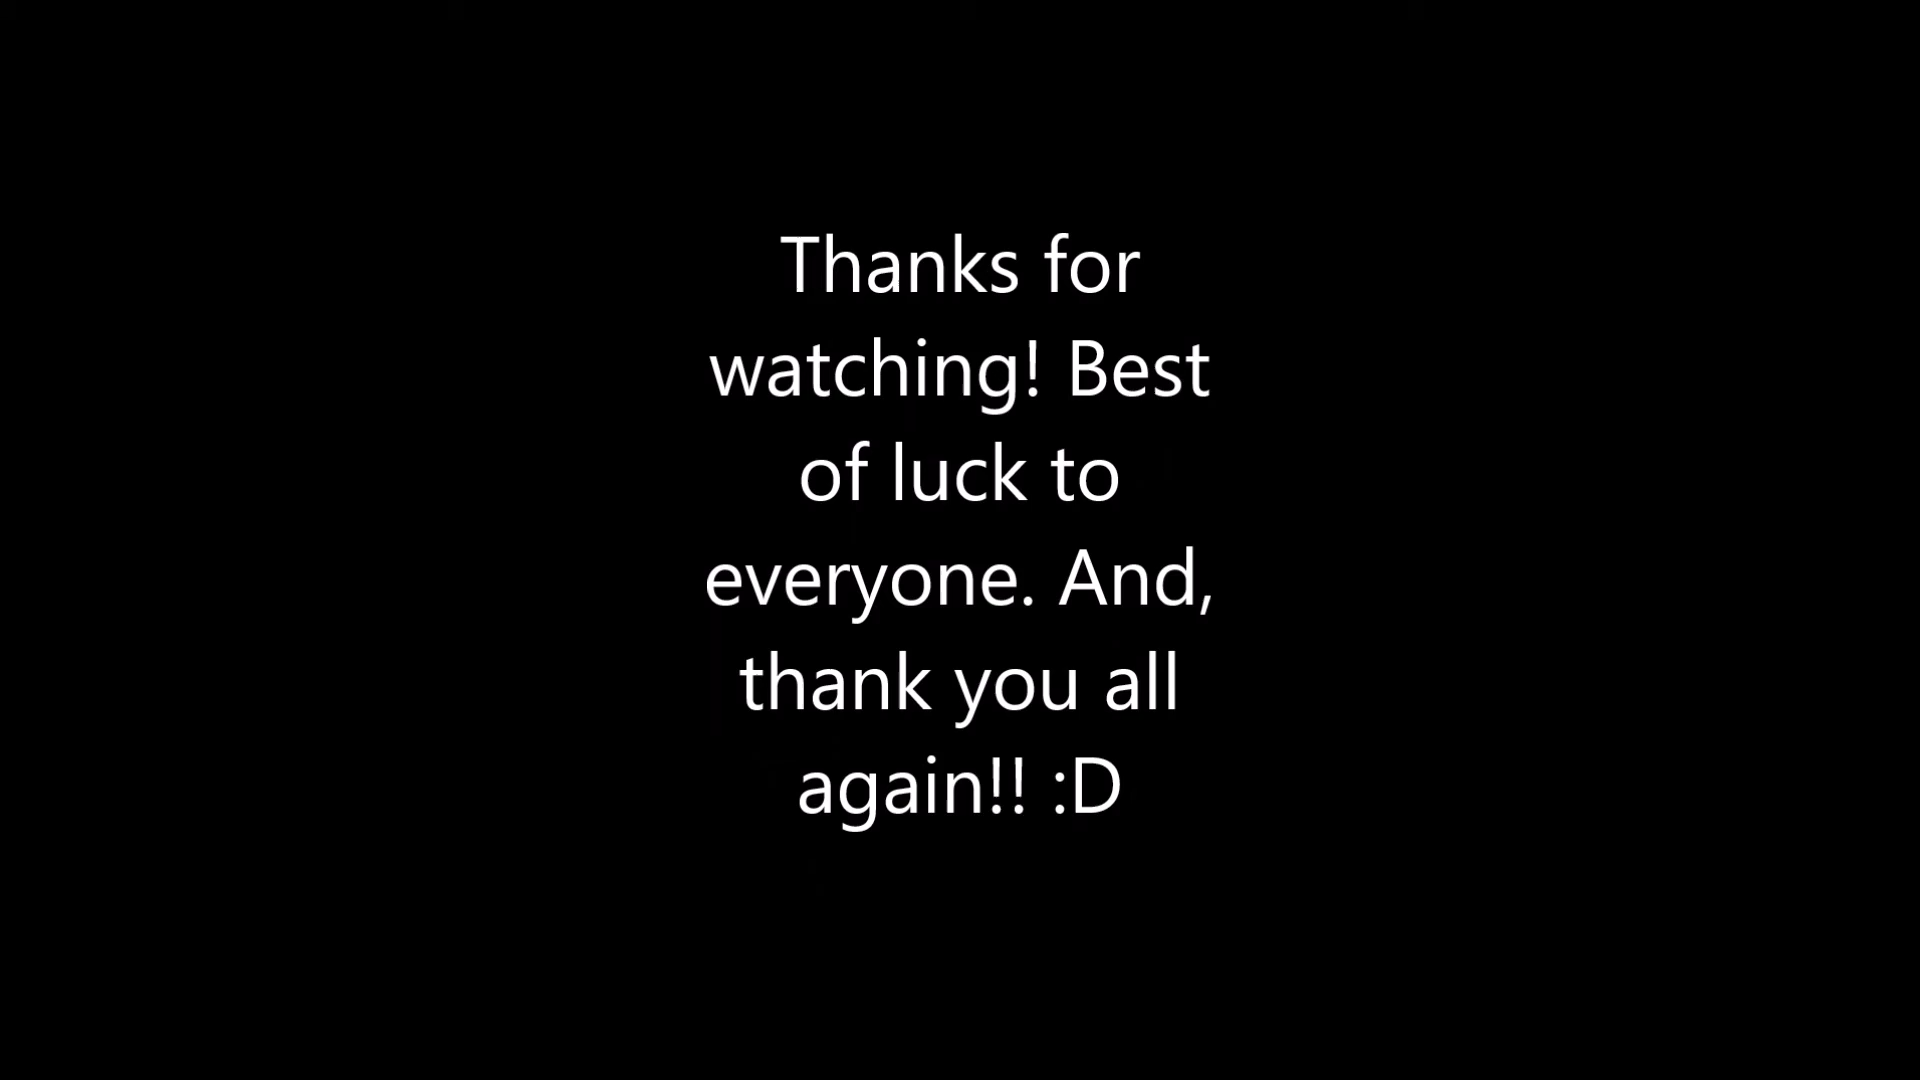 Thanks for
watching! Best
of luck to
everyone. And,
thank you all
again!! :D